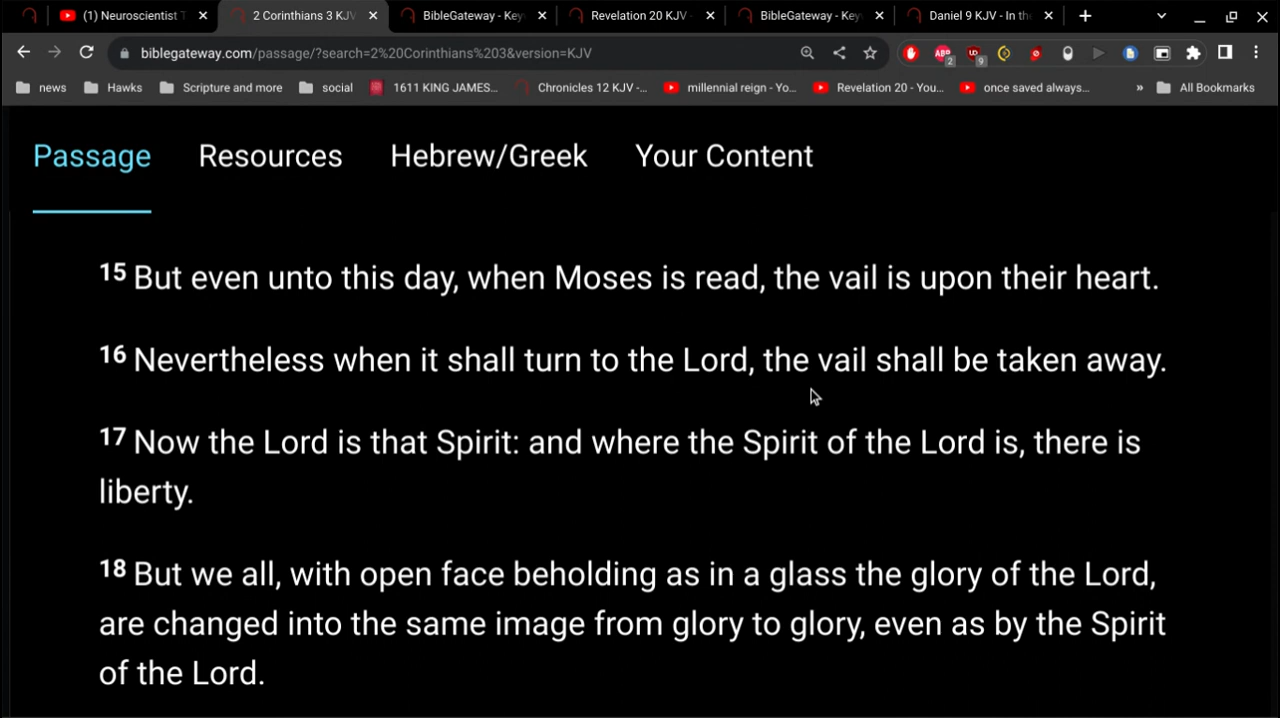 (1) Neuroscientist T
2 Corinthians 3 KJV
BibleGateway - Key
Revelation 20 KJV -
BibleGateway - Key
Daniel 9 KJV - In th
biblegateway.com/passage/?search=2%20Corinthians%203&version=KJV
ABP
2
9
news
Hawks
Scripture and more
social
1611 KING JAMES...
Chronicles 12 KJV -...
millennial reign - Yo...
Revelation 20 - You...
once saved always...
»
All Bookmarks
Passage
Resources
Hebrew/Greek
Your Content
15 But even unto this day, when Moses is read, the vail is upon their heart.
16 Nevertheless when it shall turn to the Lord, the vail shall be taken away.
17 Now the Lord is that Spirit: and where the Spirit of the Lord is, there is
liberty.
18 But we all, with open face beholding as in a glass the glory of the Lord,
are changed into the same image from glory to glory, even as by the Spirit
of the Lord.